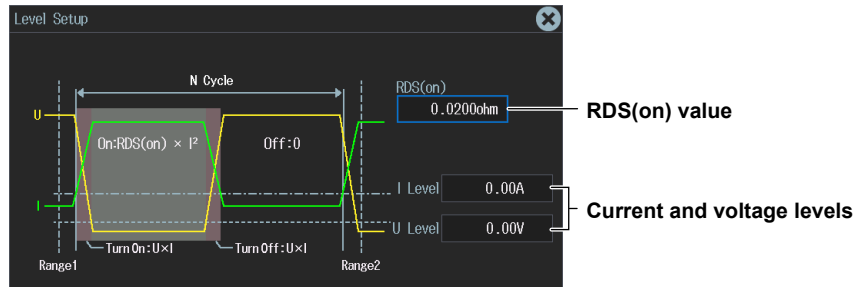 Level Setup
N Cycle
RDS(on)
0.0200ohm
RDS(on) value
U
On:RDS(on) × I²
Off:0
I Level
0.00A
Current and voltage levels
I
U Level
0.00V
Turn On:U×I
Turn Off:U×I
Range1
Range2